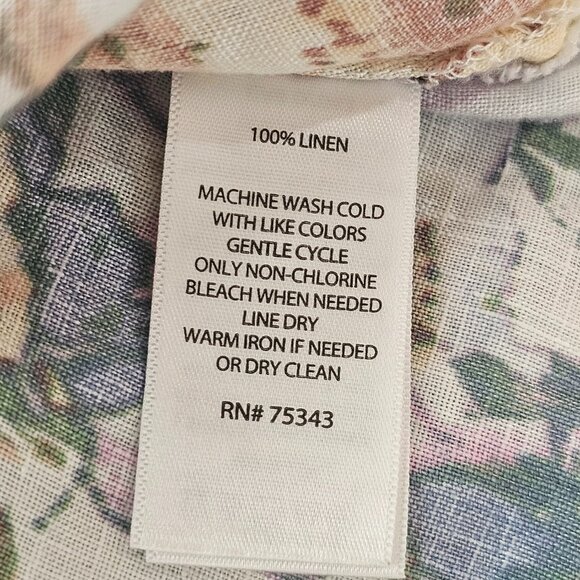 100% LINEN
MACHINE WASH COLD
WITH LIKE COLORS
GENTLE CYCLE
ONLY NON-CHLORINE
BLEACH WHEN NEEDED
LINE DRY
WARM IRON IF NEEDED
OR DRY CLEAN
RN# 75343